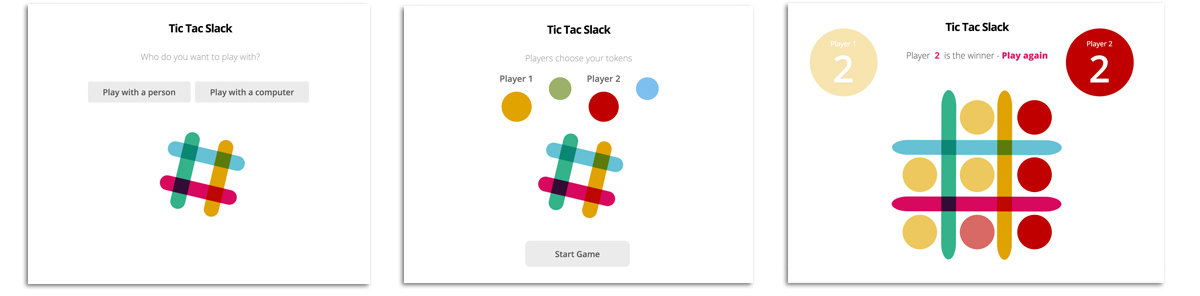 Tic Tac Slack
Who do you want to play with?
Play with a person
Play with a computer
Tic Tac Slack
Players choose your tokens
Player 1
Player 2
Start Game
Tic Tac Slack
Player 1
2
Player 2 is the winner - Play again
Player 2
2